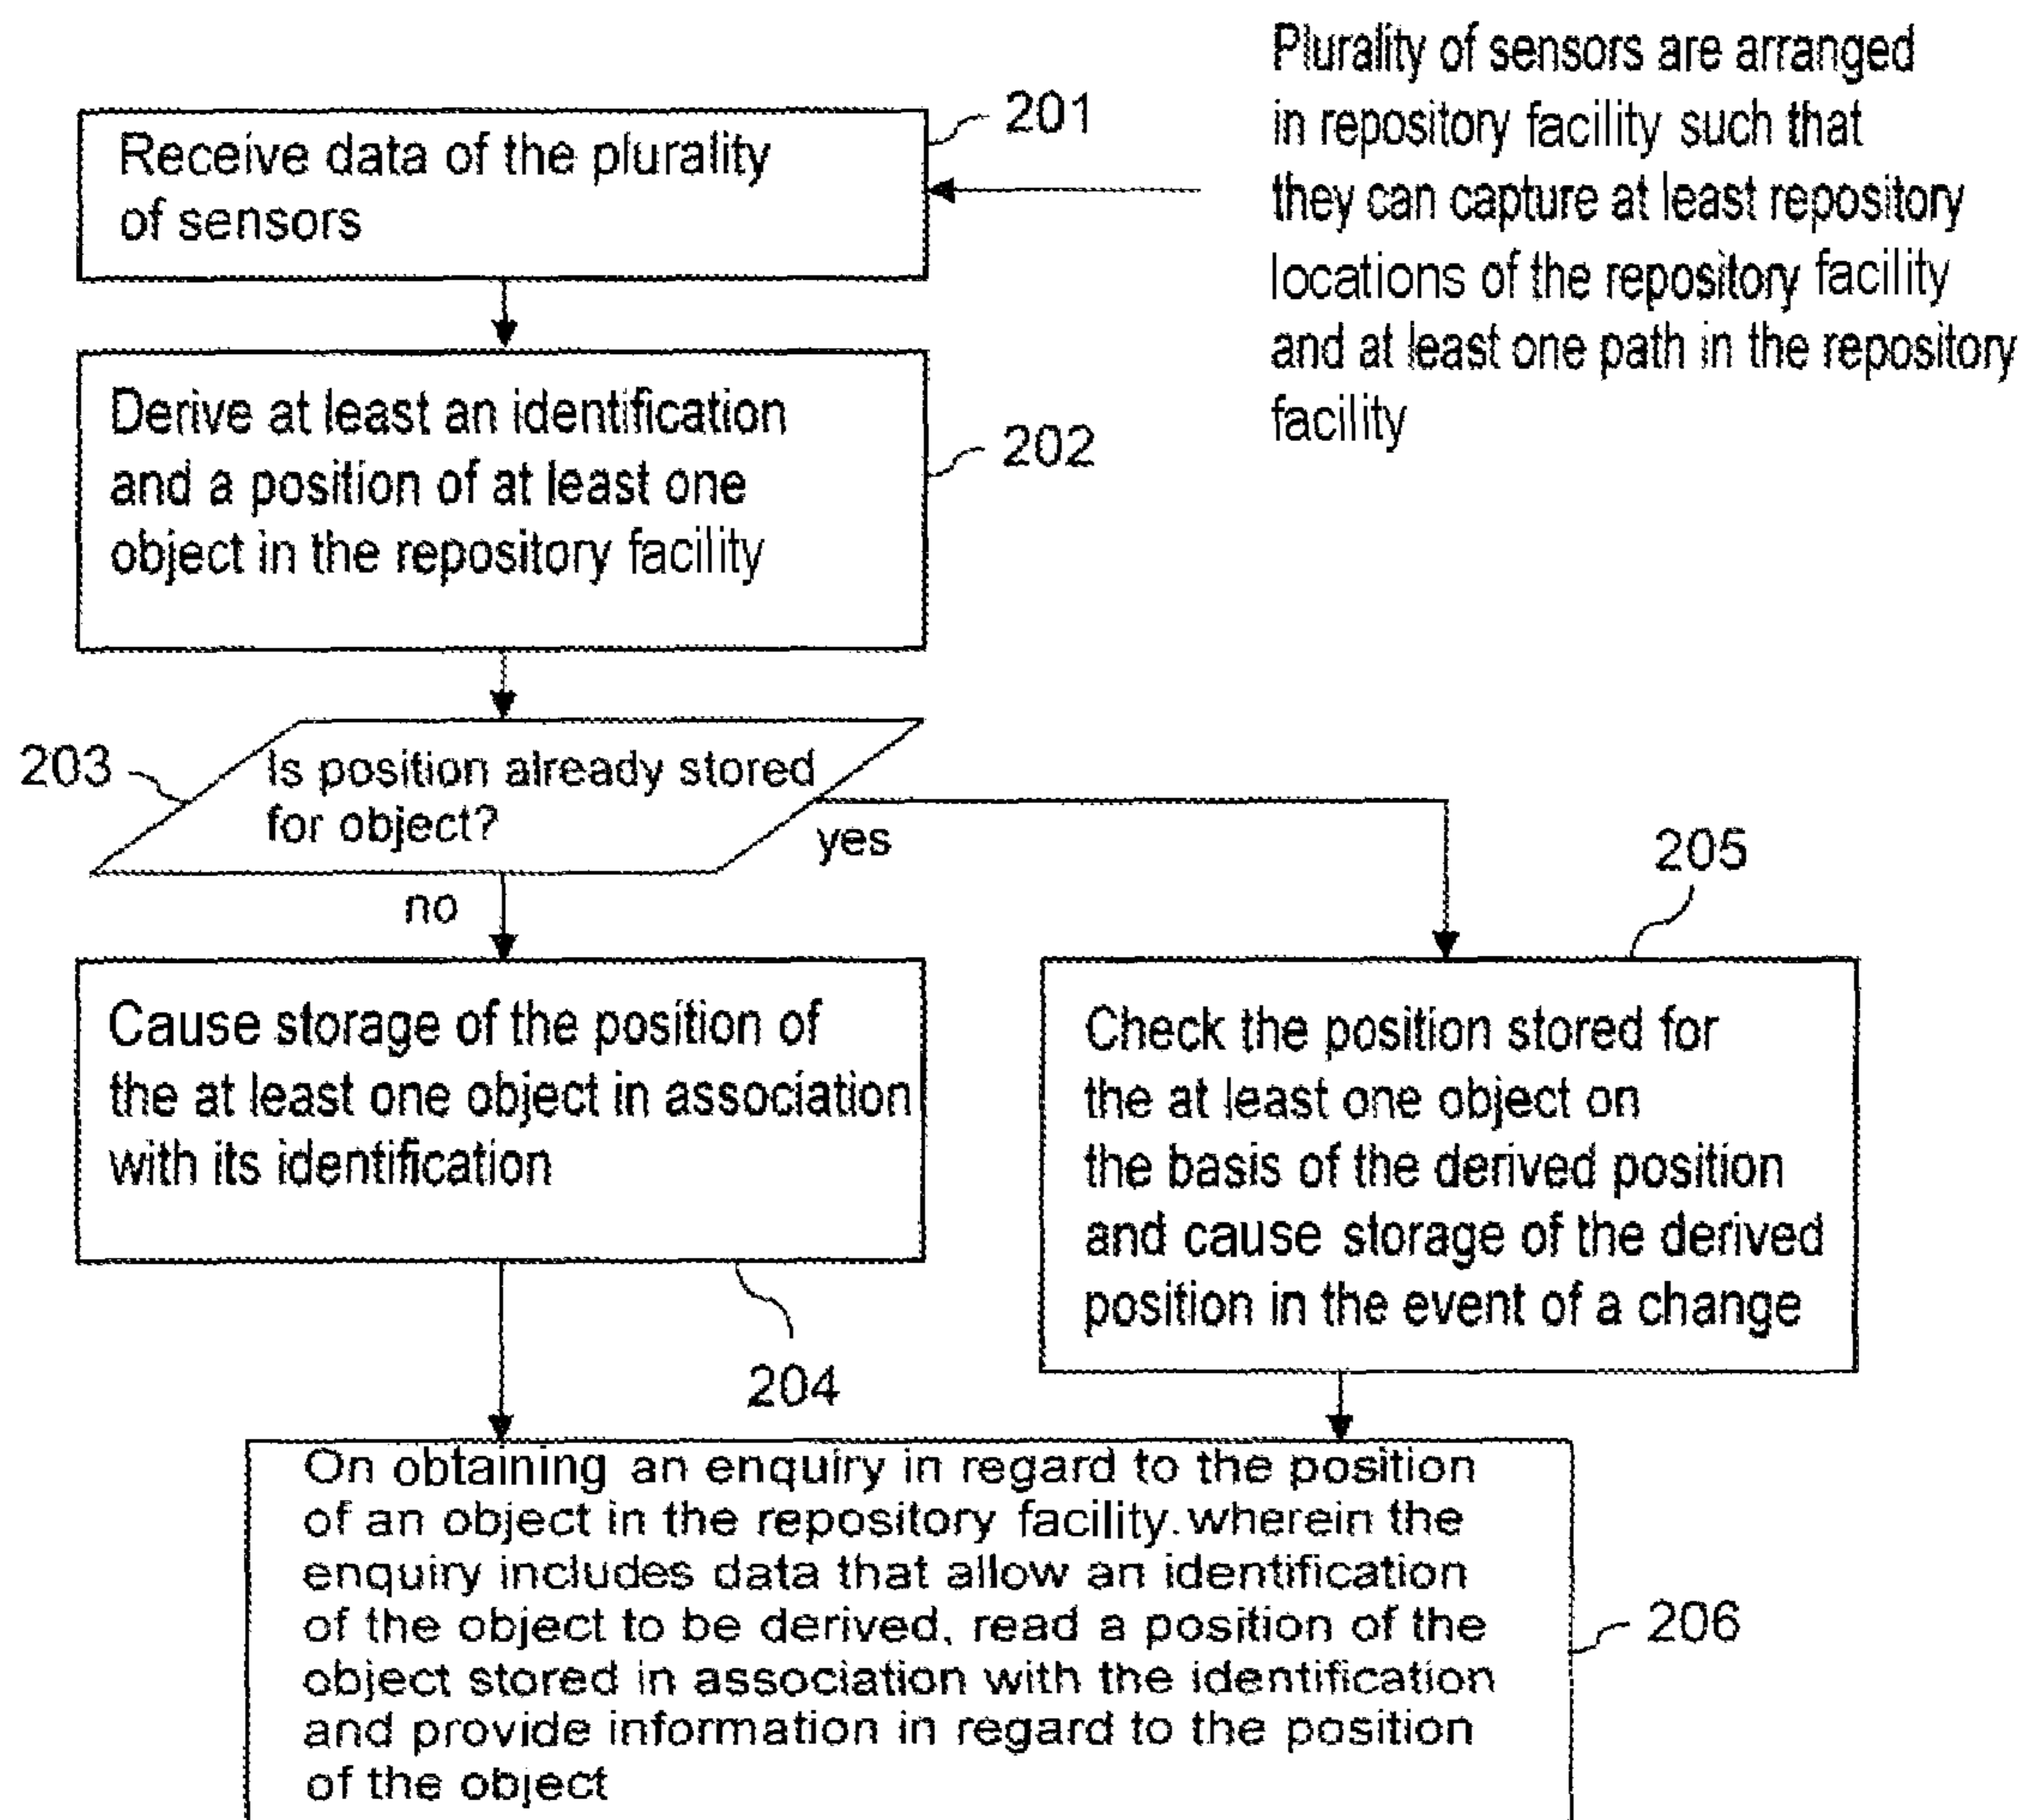 Plurality of sensors are arranged
in repository facility such that
they can capture at least repository
locations of the repository facility
and at least one path in the repository
facility
201
Receive data of the plurality
of sensors
Derive at least an identification
and a position of at least one
object in the repository facility
202
203
Is position already stored
for object?
yes
no
205
Cause storage of the position of
the at least one object in association
with its identification
204
Check the position stored for
the at least one object on
the basis of the derived position
and cause storage of the derived
position in the event of a change
On obtaining an enquiry in regard to the position
of an object in the repository facility.wherein the
enquiry includes data that allow an identification
of the object to be derived, read a position of the
object stored in association with the identification
and provide information in regard to the position
of the object
206